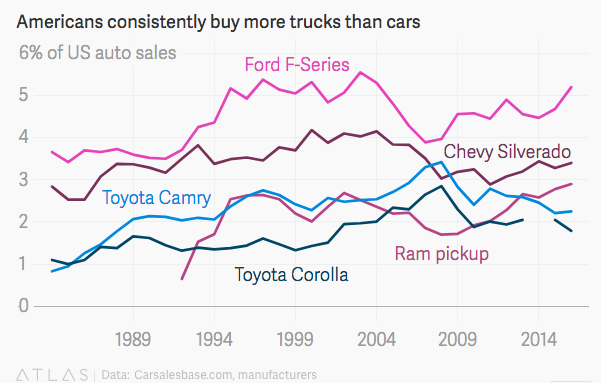 Americans consistently buy more trucks than cars
6% of US auto sales
Ford F-Series
5
4
Chevy Silverado
3
Toyota Camry
2
Ram pickup
1
Toyota Corolla
0
1989 1994 1999 2004 2009 2014
ATLAS | Data: Carsalesbase.com, manufacturers